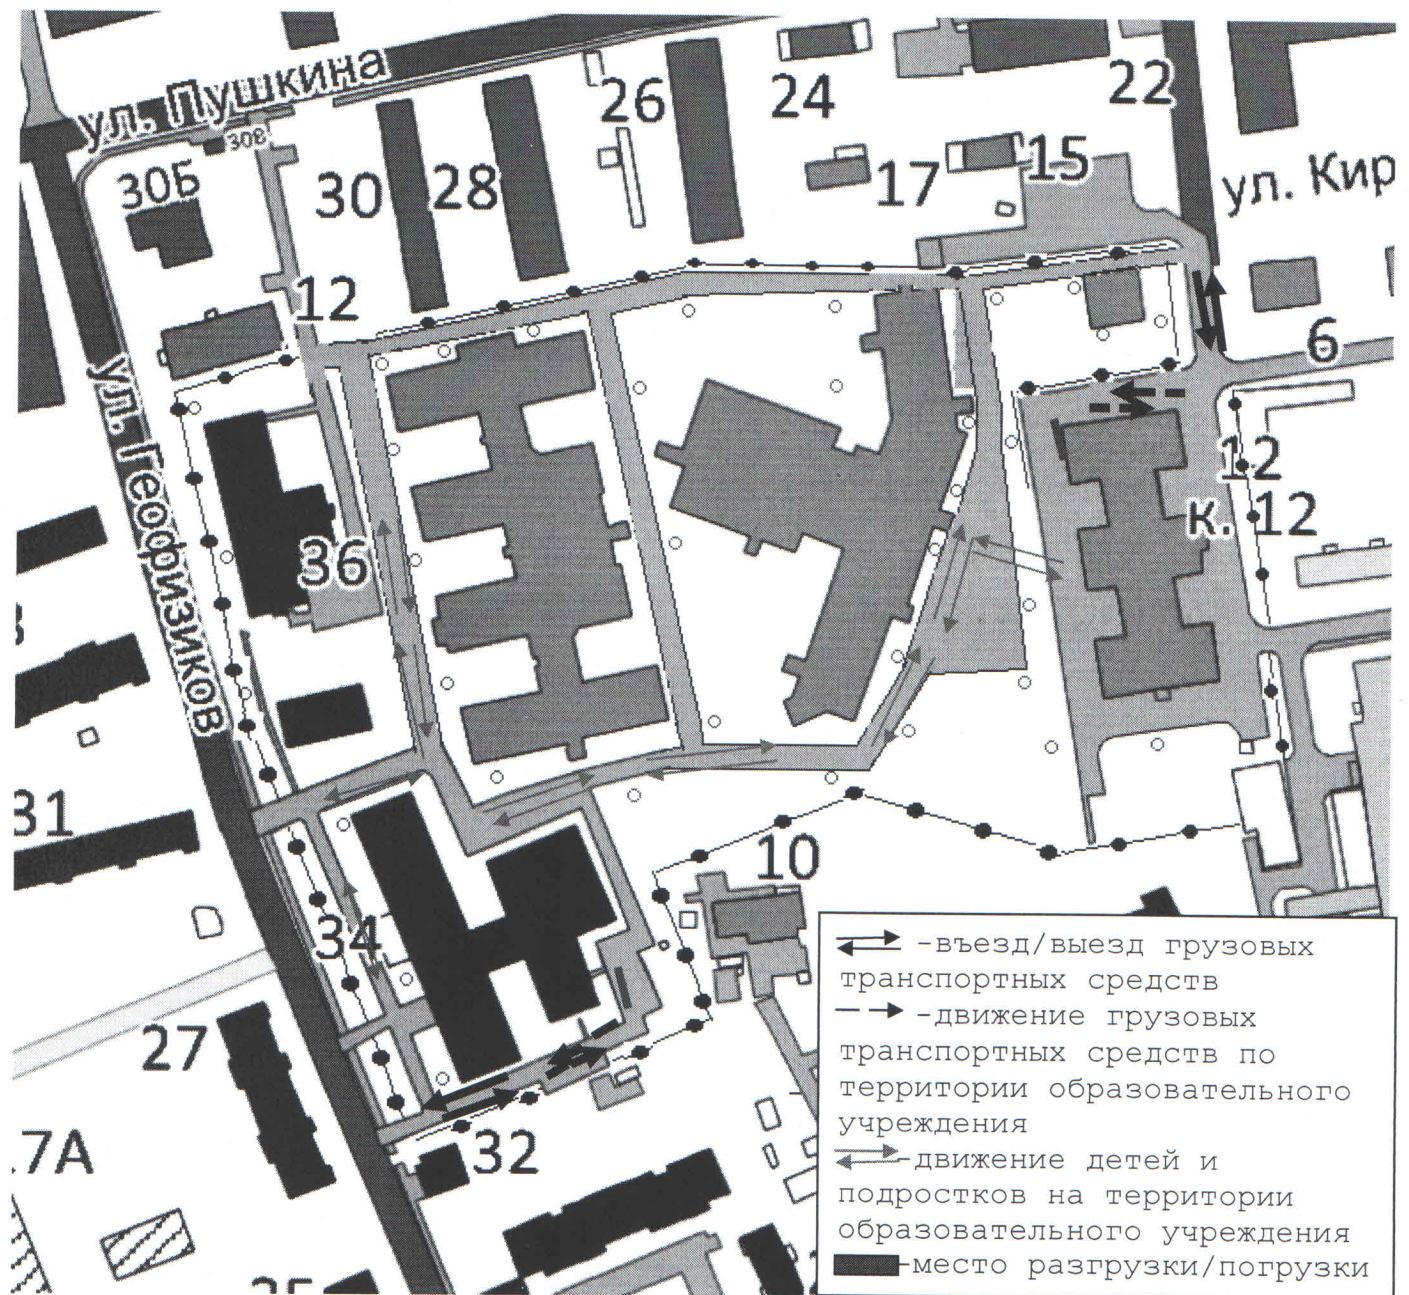 ул. Пушкина
26
24
22
30в
30Б
30
28
17
15
ул. Кир
12
6
ул. Геофизиков
12
к. 12
36
31
10
34
27
7А
32
-въезд/выезд грузовых
транспортных средств
-движение грузовых
транспортных средств по
территории образовательного
учреждения
-движение детей и
подростков на территории
образовательного учреждения
-место разгрузки/погрузки